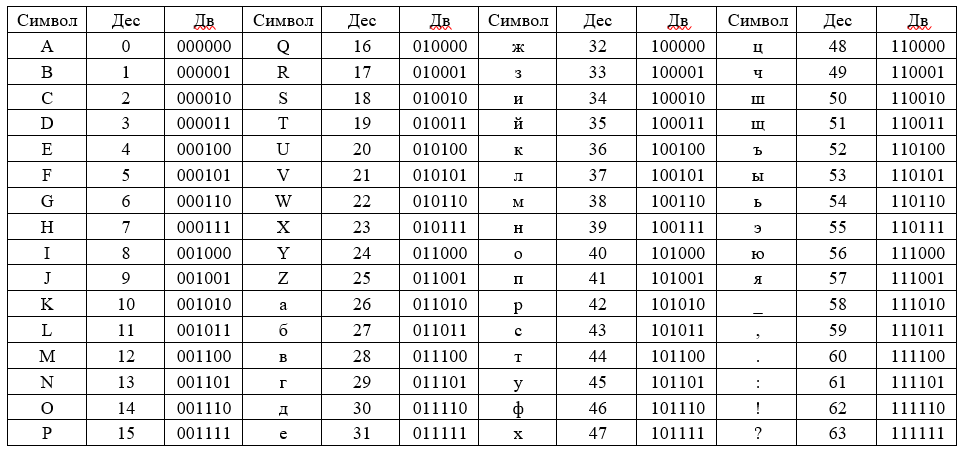 Символ Дес Дв Символ Дес Дв Символ Дес Дв Символ Дес Дв
A 0 000000 Q 16 010000 ж 32 100000 ц 48 110000
B 1 000001 R 17 010001 з 33 100001 ч 49 110001
C 2 000010 S 18 010010 и 34 100010 ш 50 110010
D 3 000011 T 19 010011 й 35 100011 щ 51 110011
E 4 000100 U 20 010100 к 36 100100 ъ 52 110100
F 5 000101 V 21 010101 л 37 100101 ы 53 110101
G 6 000110 W 22 010110 м 38 100110 ь 54 110110
H 7 000111 X 23 010111 н 39 100111 э 55 110111
I 8 001000 Y 24 011000 о 40 101000 ю 56 111000
J 9 001001 Z 25 011001 п 41 101001 я 57 111001
K 10 001010 а 26 011010 р 42 101010 _ 58 111010
L 11 001011 б 27 011011 с 43 101011 , 59 111011
M 12 001100 в 28 011100 т 44 101100 . 60 111100
N 13 001101 г 29 011101 у 45 101101 : 61 111101
O 14 001110 д 30 011110 ф 46 101110 ! 62 111110
P 15 001111 е 31 011111 х 47 101111 ? 63 111111